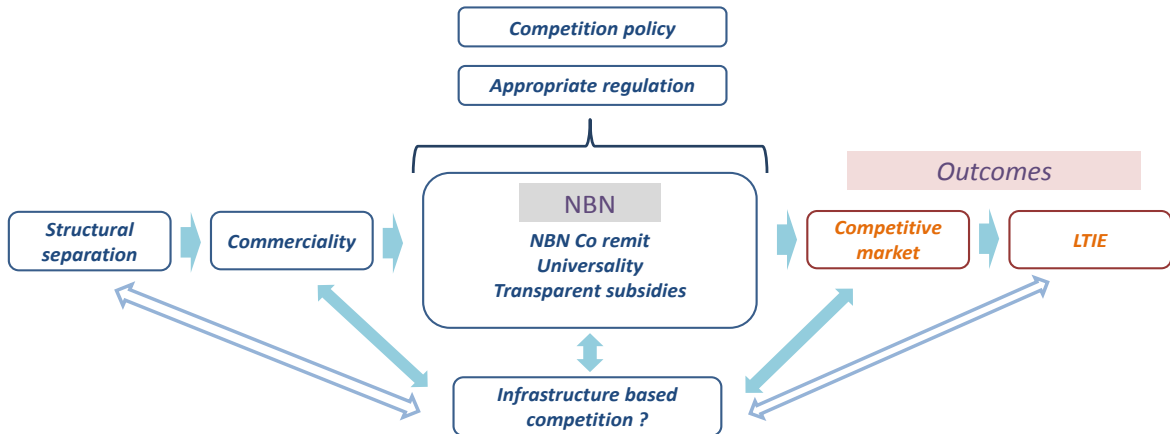 Competition policy
Appropriate regulation
Outcomes
NBN
NBN Co remit
Universality
Transparent subsidies
Structural
separation
Commerciality
Competitive
market
LTIE
Infrastructure based
competition ?